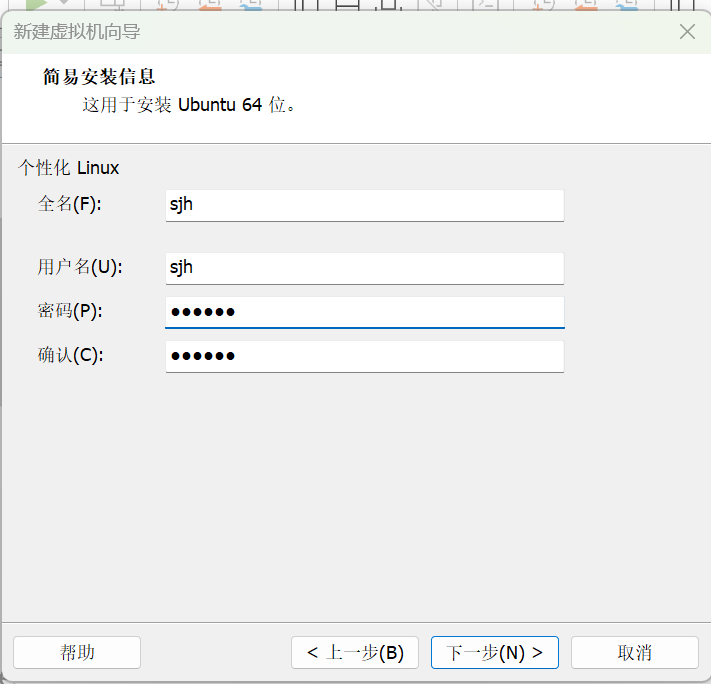 新建虚拟机向导
简易安装信息
这用于安装 Ubuntu 64 位。
个性化 Linux
全名(F): sjh
用户名(U): sjh
密码(P): ●●●●●●
确认(C): ●●●●●●
帮助 < 上一步(B) 下一步(N) > 取消